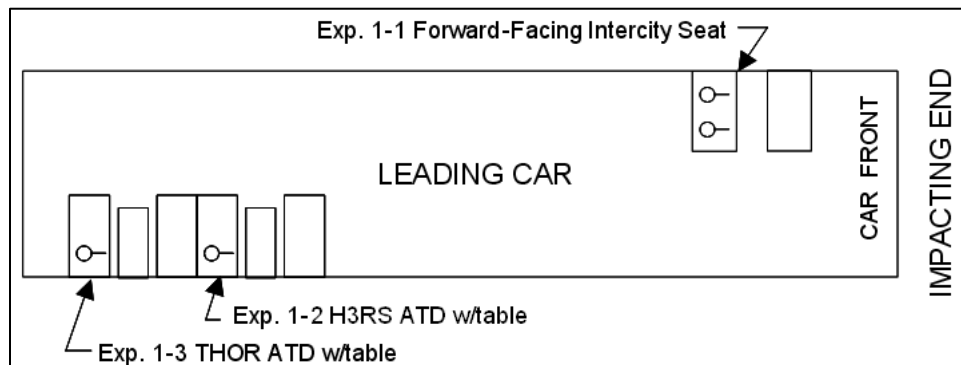 Exp. 1-1 Forward-Facing Intercity Seat
LEADING CAR
CAR FRONT
IMPACTING END
Exp. 1-2 H3RS ATD w/table
Exp. 1-3 THOR ATD w/table